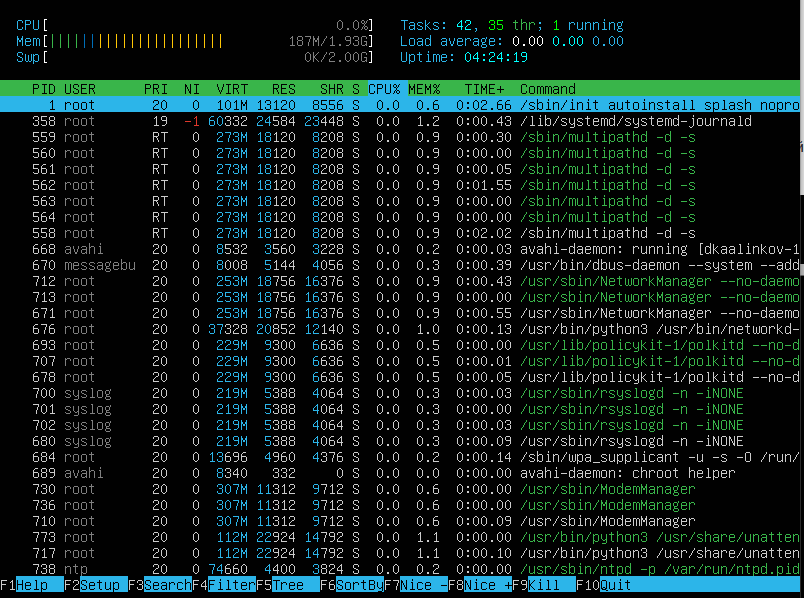 CPU[ 0.0%] Tasks: 42, 35 thr; 1 running
Mem[||||||||||||||||||||||| 187M/1.93G] Load average: 0.00 0.00 0.00
Swp[ 0K/2.00G] Uptime: 04:24:19
PID USER PRI NI VIRT RES SHR S CPU% MEM% TIME+ Command
1 root 20 0 101M 13120 8556 S 0.0 0.6 0:02.66 /sbin/init autoinstall splash nopro
358 root 19 -1 60332 24584 23448 S 0.0 1.2 0:00.43 /lib/systemd/systemd-journald
559 root RT 0 273M 18120 8208 S 0.0 0.9 0:00.30 /sbin/multipathd -d -s
560 root RT 0 273M 18120 8208 S 0.0 0.9 0:00.00 /sbin/multipathd -d -s
561 root RT 0 273M 18120 8208 S 0.0 0.9 0:00.05 /sbin/multipathd -d -s
562 root RT 0 273M 18120 8208 S 0.0 0.9 0:01.55 /sbin/multipathd -d -s
563 root RT 0 273M 18120 8208 S 0.0 0.9 0:00.00 /sbin/multipathd -d -s
564 root RT 0 273M 18120 8208 S 0.0 0.9 0:00.00 /sbin/multipathd -d -s
558 root RT 0 273M 18120 8208 S 0.0 0.9 0:02.02 /sbin/multipathd -d -s
668 avahi 20 0 8532 3560 3228 S 0.0 0.2 0:00.03 avahi-daemon: running [dkaalinkov-1
670 messagebu 20 0 8008 5144 4056 S 0.0 0.3 0:00.39 /usr/bin/dbus-daemon --system --add
712 root 20 0 253M 18756 16376 S 0.0 0.9 0:00.43 /usr/sbin/NetworkManager --no-daemo
713 root 20 0 253M 18756 16376 S 0.0 0.9 0:00.00 /usr/sbin/NetworkManager --no-daemo
671 root 20 0 253M 18756 16376 S 0.0 0.9 0:00.55 /usr/sbin/NetworkManager --no-daemo
676 root 20 0 37328 20852 12140 S 0.0 1.0 0:00.13 /usr/bin/python3 /usr/bin/networkd-
693 root 20 0 229M 9300 6636 S 0.0 0.5 0:00.00 /usr/lib/policykit-1/polkitd --no-d
707 root 20 0 229M 9300 6636 S 0.0 0.5 0:00.01 /usr/lib/policykit-1/polkitd --no-d
678 root 20 0 229M 9300 6636 S 0.0 0.5 0:00.05 /usr/lib/policykit-1/polkitd --no-d
700 syslog 20 0 219M 5388 4064 S 0.0 0.3 0:00.03 /usr/sbin/rsyslogd -n -iNONE
701 syslog 20 0 219M 5388 4064 S 0.0 0.3 0:00.00 /usr/sbin/rsyslogd -n -iNONE
702 syslog 20 0 219M 5388 4064 S 0.0 0.3 0:00.03 /usr/sbin/rsyslogd -n -iNONE
680 syslog 20 0 219M 5388 4064 S 0.0 0.3 0:00.09 /usr/sbin/rsyslogd -n -iNONE
684 root 20 0 13696 4960 4376 S 0.0 0.2 0:00.14 /sbin/wpa_supplicant -u -s -O /run/
689 avahi 20 0 8340 332 0 S 0.0 0.0 0:00.00 avahi-daemon: chroot helper
730 root 20 0 307M 11312 9712 S 0.0 0.6 0:00.00 /usr/sbin/ModemManager
736 root 20 0 307M 11312 9712 S 0.0 0.6 0:00.00 /usr/sbin/ModemManager
710 root 20 0 307M 11312 9712 S 0.0 0.6 0:00.09 /usr/sbin/ModemManager
773 root 20 0 112M 22924 14792 S 0.0 1.1 0:00.00 /usr/bin/python3 /usr/share/unatten
717 root 20 0 112M 22924 14792 S 0.0 1.1 0:00.10 /usr/bin/python3 /usr/share/unatten
738 ntp 20 0 74660 4400 3824 S 0.0 0.2 0:00.00 /usr/sbin/ntpd -p /var/run/ntpd.pid
F1Help F2Setup F3SearchF4FilterF5Tree F6SortByF7Nice -F8Nice +F9Kill F10Quit